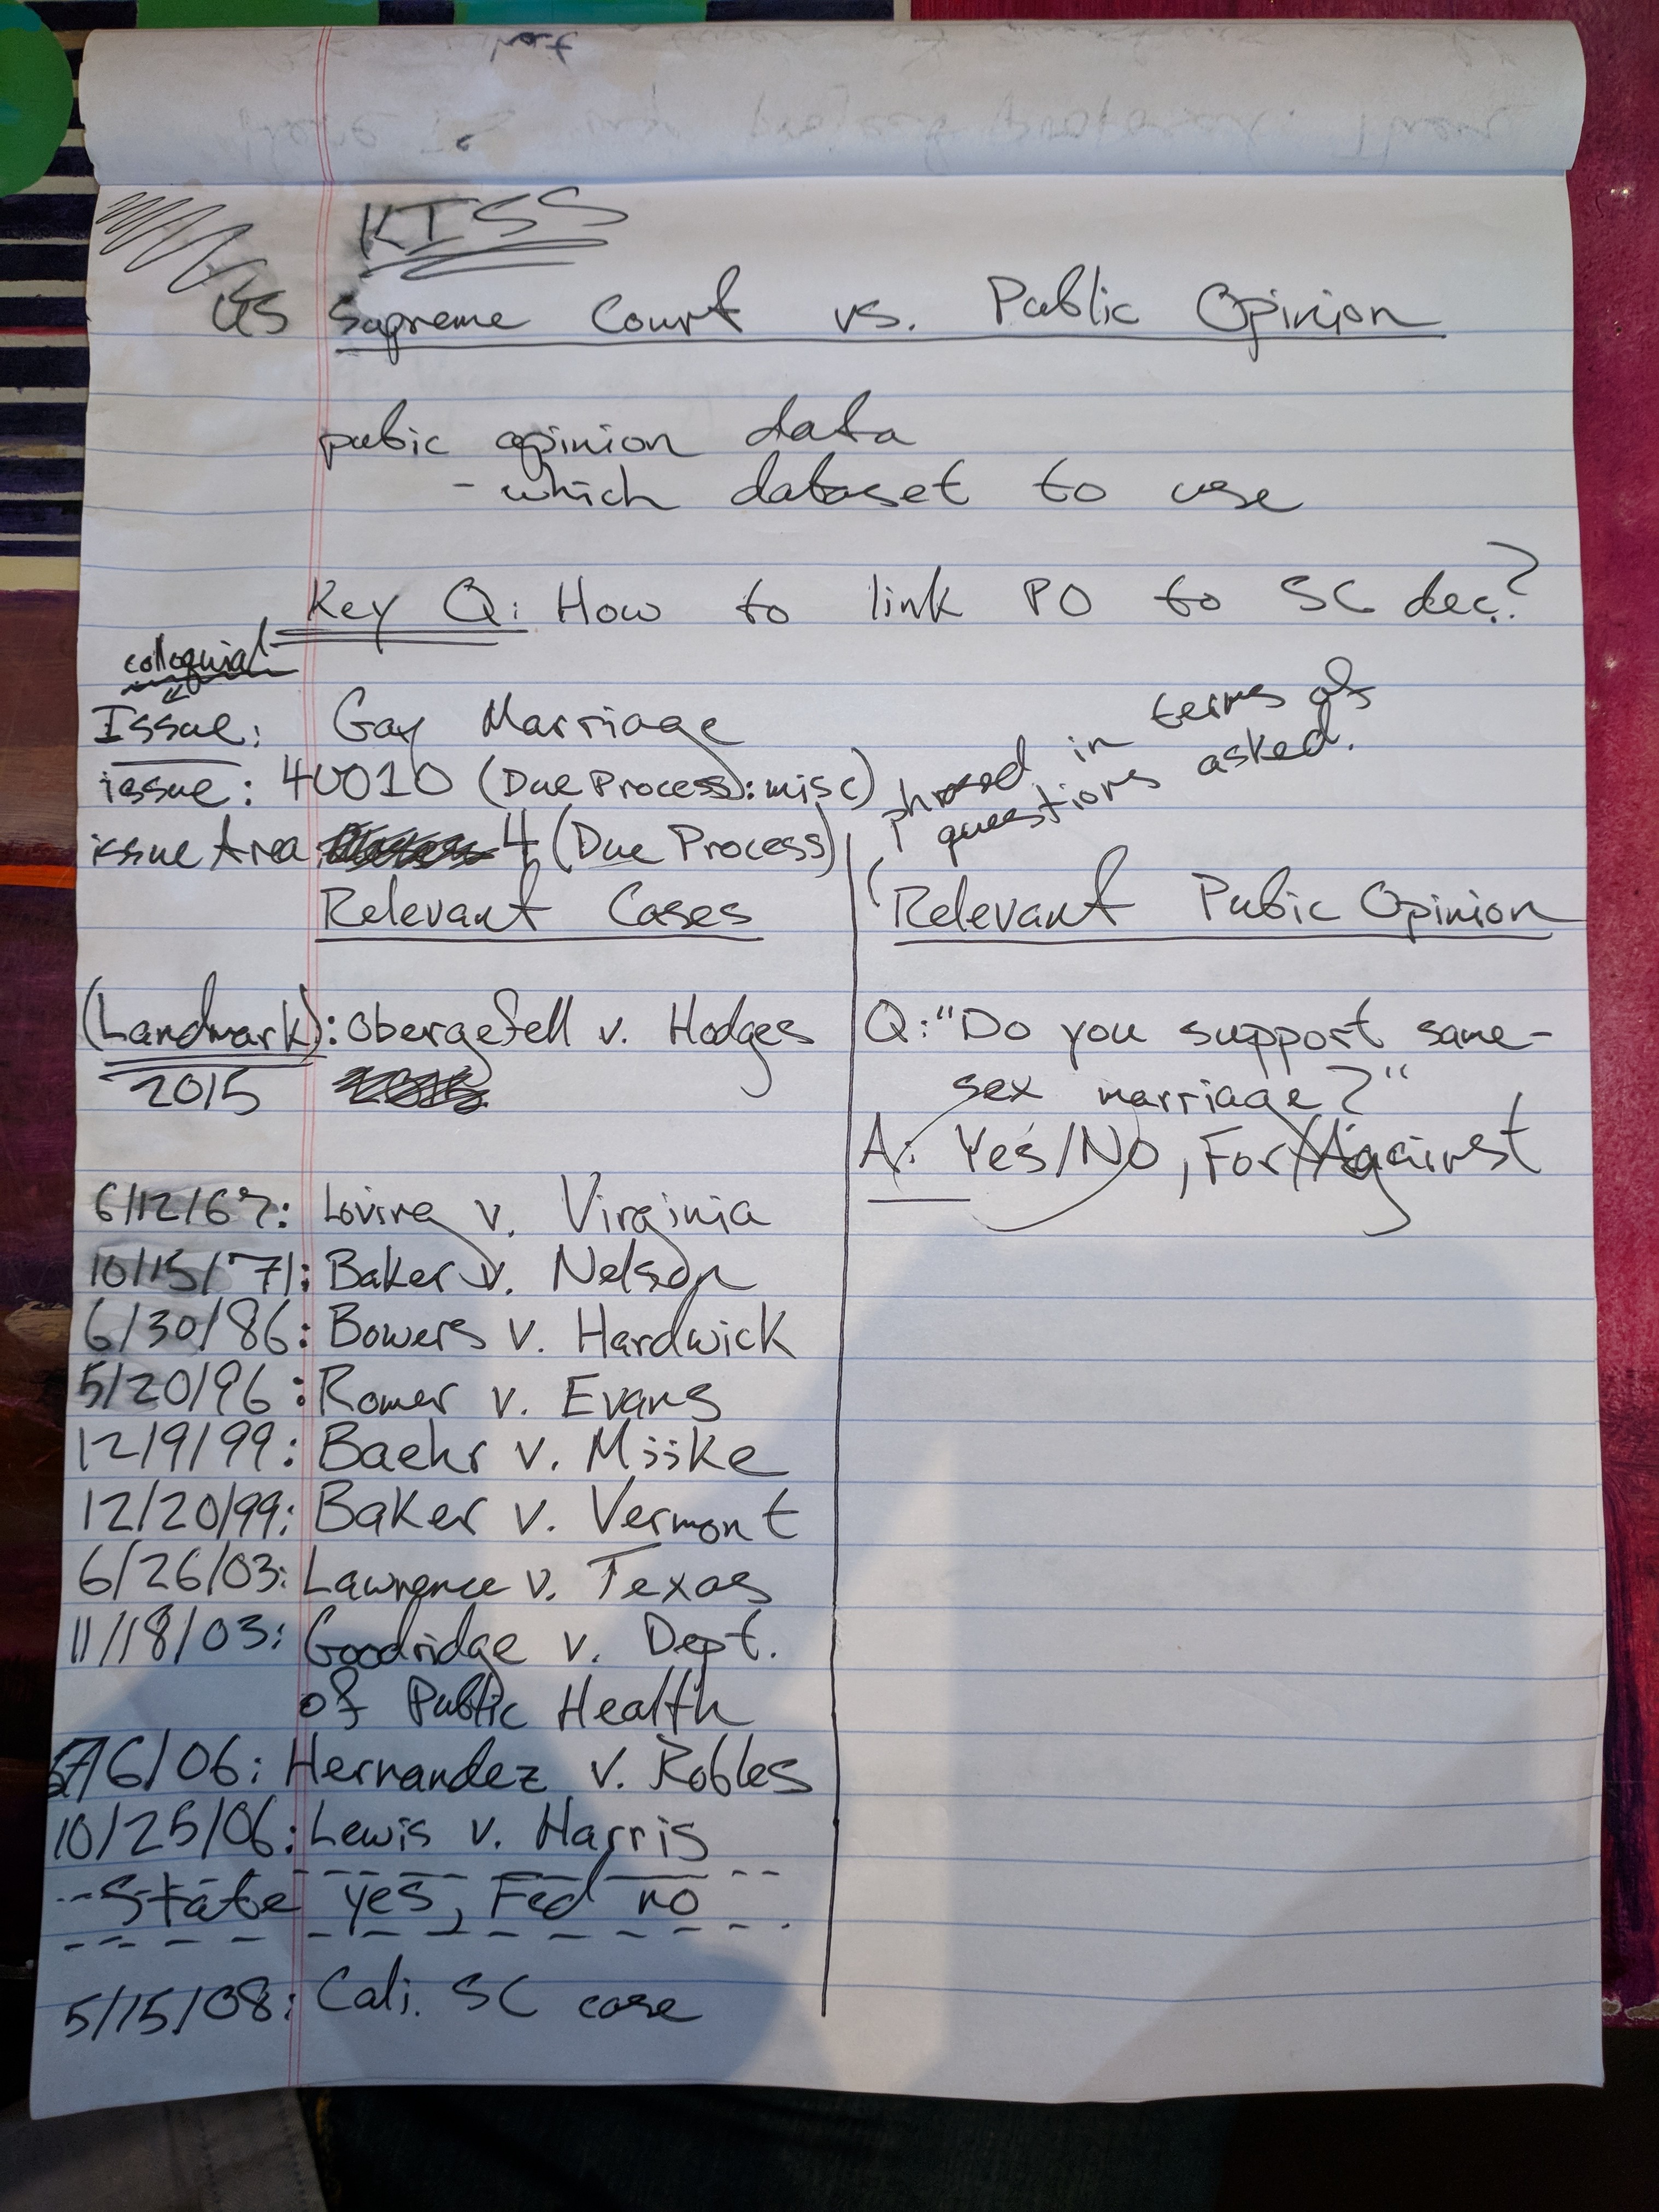 KISS
US Supreme Court vs. Public Opinion
pubic opinion data
- which dataset to use
Key Q: How to link PO to SC dec.?
colloquial
Issue: Gay Marriage
issue: 40010 (Due Process: misc)
issue Area 4 (Due Process)
phrased in terms of
questions asked.
Relevant Cases
(Landmark): Obergefell v. Hodges
2015
6/12/67: Loving v. Virginia
10/15/71: Baker v. Nelson
6/30/86: Bowers v. Hardwick
5/20/96: Romer v. Evans
12/9/99: Baehr v. Miike
12/20/99: Baker v. Vermont
6/26/03: Lawrence v. Texas
11/18/03: Goodridge v. Dept.
of Public Health
7/6/06: Hernandez v. Robles
10/25/06: Lewis v. Harris
State yes, Fed no
5/15/08: Cali. SC case
Relevant Pubic Opinion
Q: "Do you support same-
sex marriage?"
A: Yes/No, For/Against